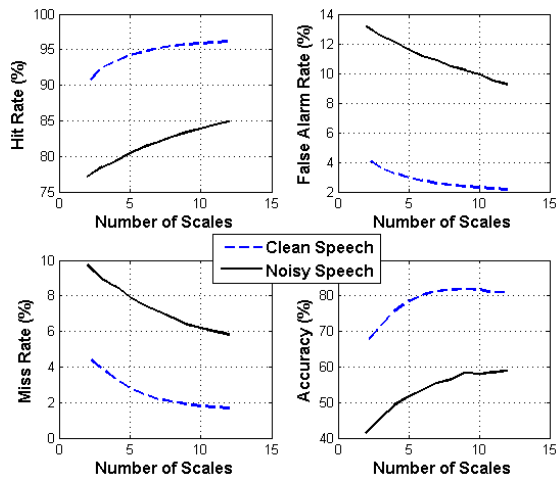 Hit Rate (%)
100
95
90
85
80
75
0 5 10 15
Number of Scales
False Alarm Rate (%)
14
12
10
8
6
4
2
0 5 10 15
Number of Scales
Clean Speech
Noisy Speech
Miss Rate (%)
10
8
6
4
2
0
0 5 10 15
Number of Scales
Accuracy (%)
80
70
60
50
40
0 5 10 15
Number of Scales